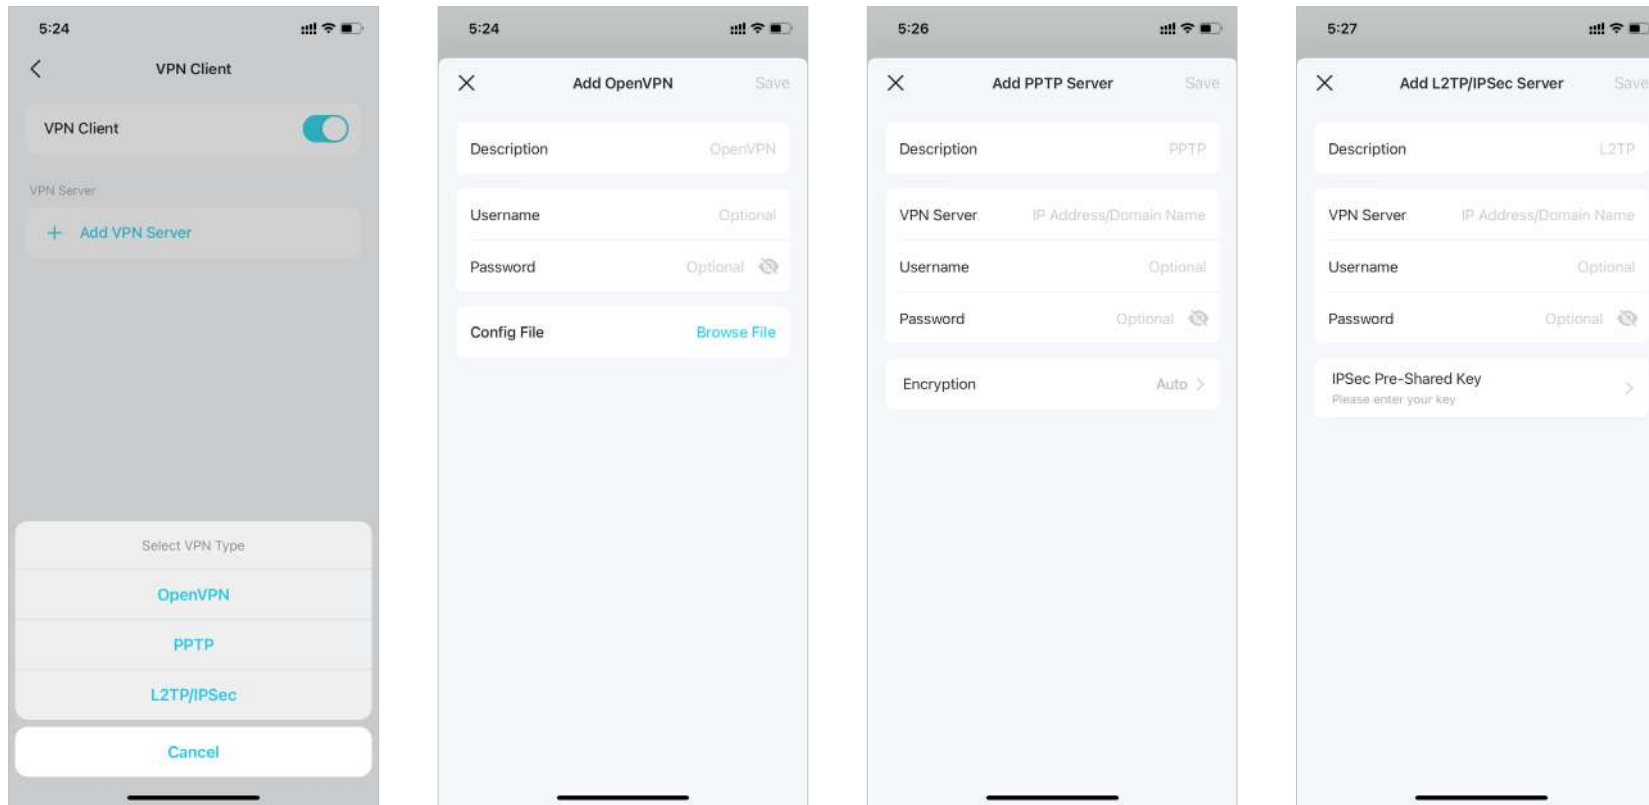 5:24
VPN Client
VPN Client
VPN Server
+ Add VPN Server
Select VPN Type
OpenVPN
PPTP
L2TP/IPSec
Cancel
5:24
Add OpenVPN
Save
Description OpenVPN
Username Optional
Password Optional
Config File Browse File
5:26
Add PPTP Server
Save
Description PPTP
VPN Server IP Address/Domain Name
Username Optional
Password Optional
Encryption Auto >
5:27
Add L2TP/IPSec Server
Save
Description L2TP
VPN Server IP Address/Domain Name
Username Optional
Password Optional
IPSec Pre-Shared Key
Please enter your key